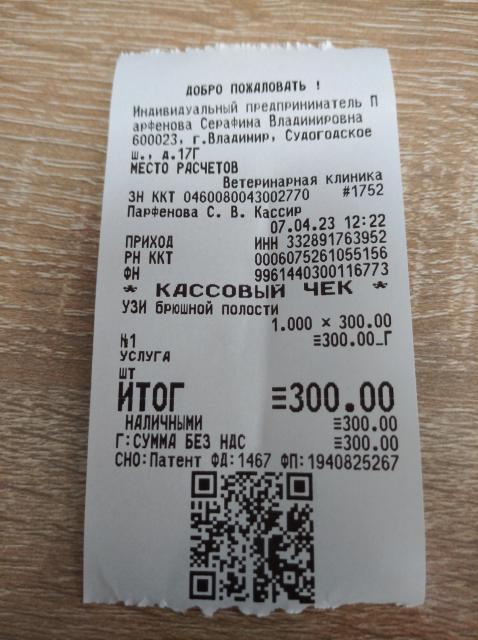 ДОБРО ПОЖАЛОВАТЬ !
Индивидуальный предприниматель П
арфенова Серафима Владимировна
600023, г.Владимир, Судогодское
ш., д.17Г
МЕСТО РАСЧЕТОВ
Ветеринарная клиника
ЗН ККТ 0460080043002770 #1752
Парфенова С. В. Кассир
07.04.23 12:22
ПРИХОД ИНН 332891763952
РН ККТ 0006075261055156
ФН 9961440300116773
* КАССОВЫЙ ЧЕК *
УЗИ брюшной полости
1.000 × 300.00
№1 ≡300.00_Г
УСЛУГА
ШТ
ИТОГ ≡300.00
НАЛИЧНЫМИ ≡300.00
Г:СУММА БЕЗ НДС ≡300.00
СНО:Патент ФД:1467 ФП:1940825267